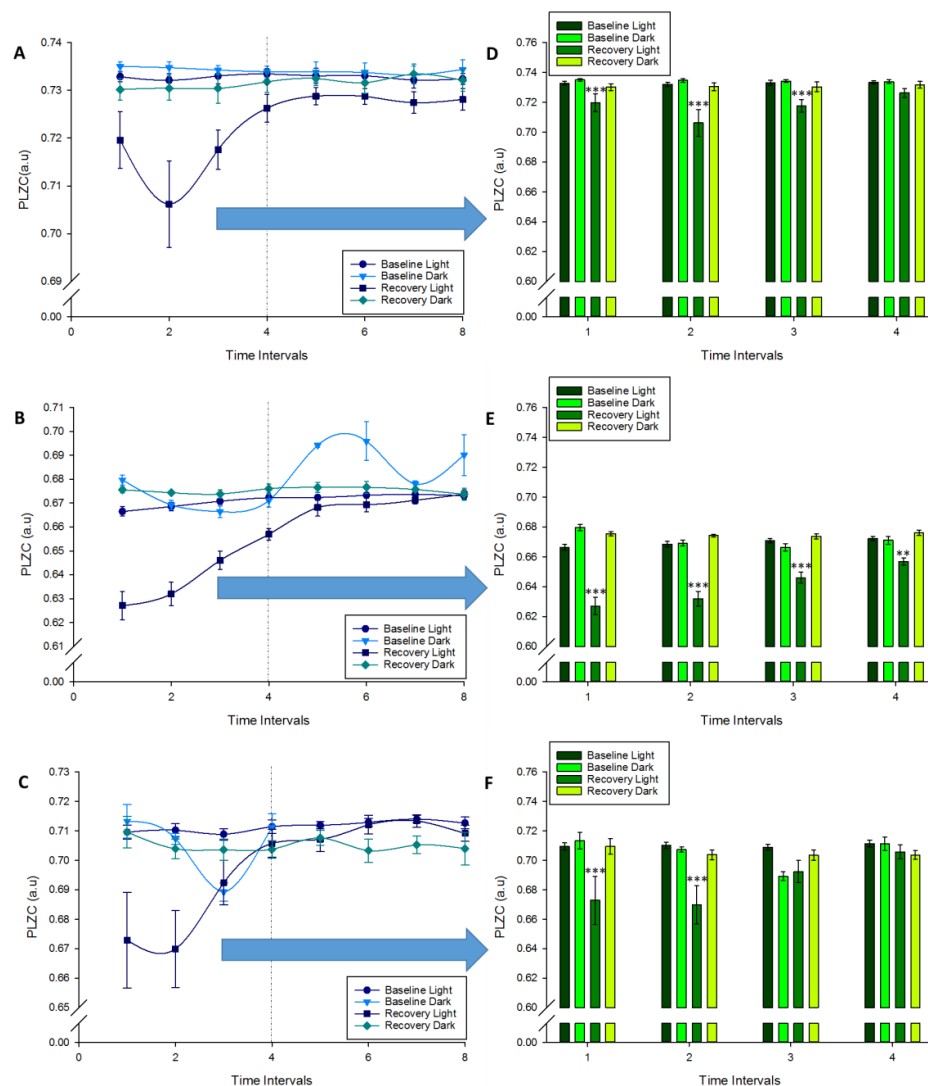 A
0.74
0.73
0.72
0.71
0.70
0.69
0.00
PLZC(a.u)
0 2 4 6 8
Time Intervals
Baseline Light
Baseline Dark
Recovery Light
Recovery Dark
D
0.76
0.74
0.72
0.70
0.68
0.66
0.64
0.62
0.60
0.00
PLZC (a.u)
Baseline Light
Baseline Dark
Recovery Light
Recovery Dark
*** *** ***
1 2 3 4
Time Intervals
B
0.71
0.70
0.69
0.68
0.67
0.66
0.65
0.64
0.63
0.62
0.61
0.00
PLZC (a.u)
0 2 4 6 8
Time Intervals
Baseline Light
Baseline Dark
Recovery Light
Recovery Dark
E
0.76
0.74
0.72
0.70
0.68
0.66
0.64
0.62
0.60
0.00
PLZC (a.u)
Baseline Light
Baseline Dark
Recovery Light
Recovery Dark
*** *** *** **
1 2 3 4
Time Intervals
C
0.73
0.72
0.71
0.70
0.69
0.68
0.67
0.66
0.65
0.00
PLZC (a.u)
0 2 4 6 8
Time Intervals
Baseline Light
Baseline Dark
Recovery Light
Recovery Dark
F
0.76
0.74
0.72
0.70
0.68
0.66
0.64
0.62
0.60
0.00
PLZC (a.u)
Baseline Light
Baseline Dark
Recovery Light
Recovery Dark
*** ***
1 2 3 4
Time Intervals